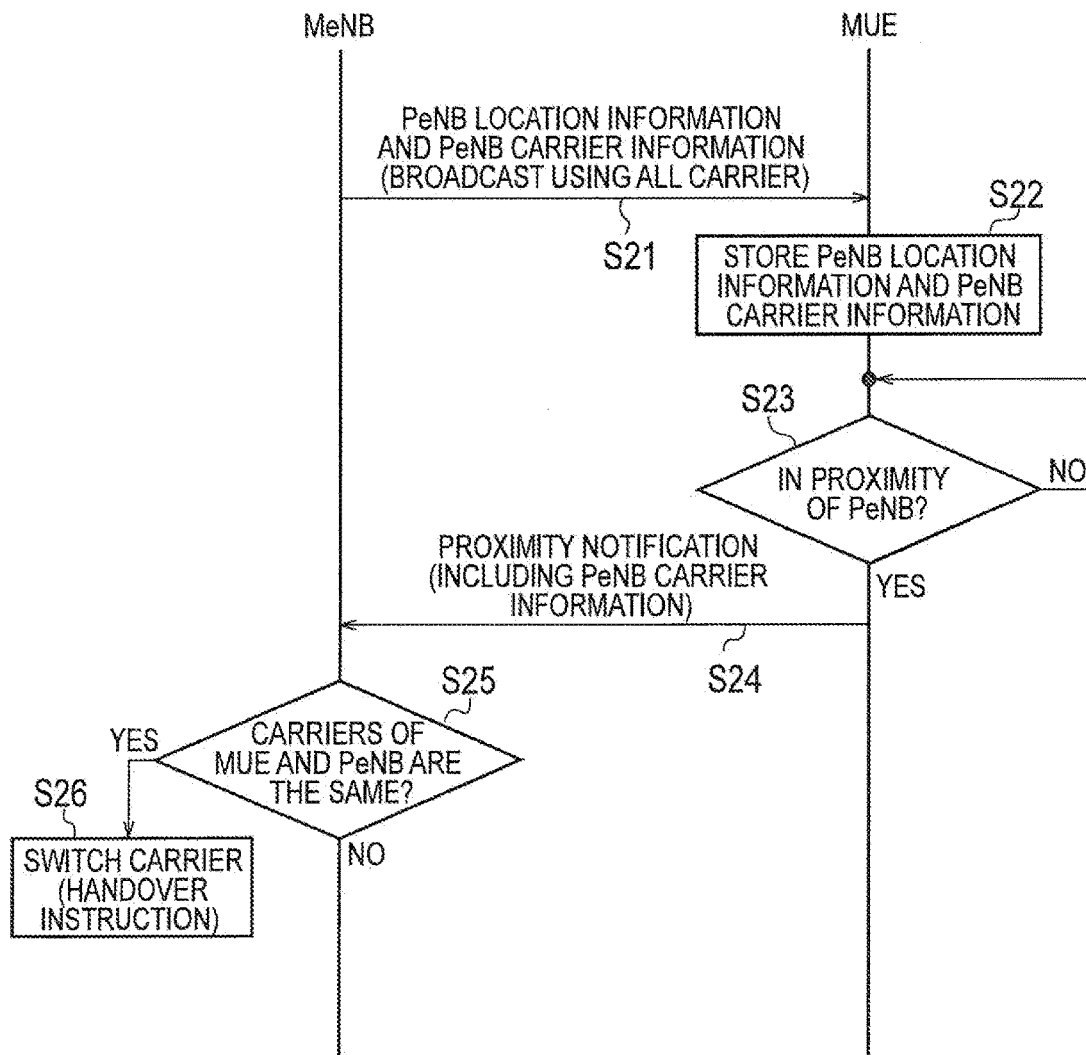 MeNB
MUE
PeNB LOCATION INFORMATION
AND PeNB CARRIER INFORMATION
(BROADCAST USING ALL CARRIER)
S21
S22
STORE PeNB LOCATION
INFORMATION AND PeNB
CARRIER INFORMATION
S23
IN PROXIMITY
OF PeNB?
NO
YES
PROXIMITY NOTIFICATION
(INCLUDING PeNB CARRIER
INFORMATION)
S24
S25
CARRIERS OF
MUE AND PeNB ARE
THE SAME?
YES
NO
S26
SWITCH CARRIER
(HANDOVER
INSTRUCTION)